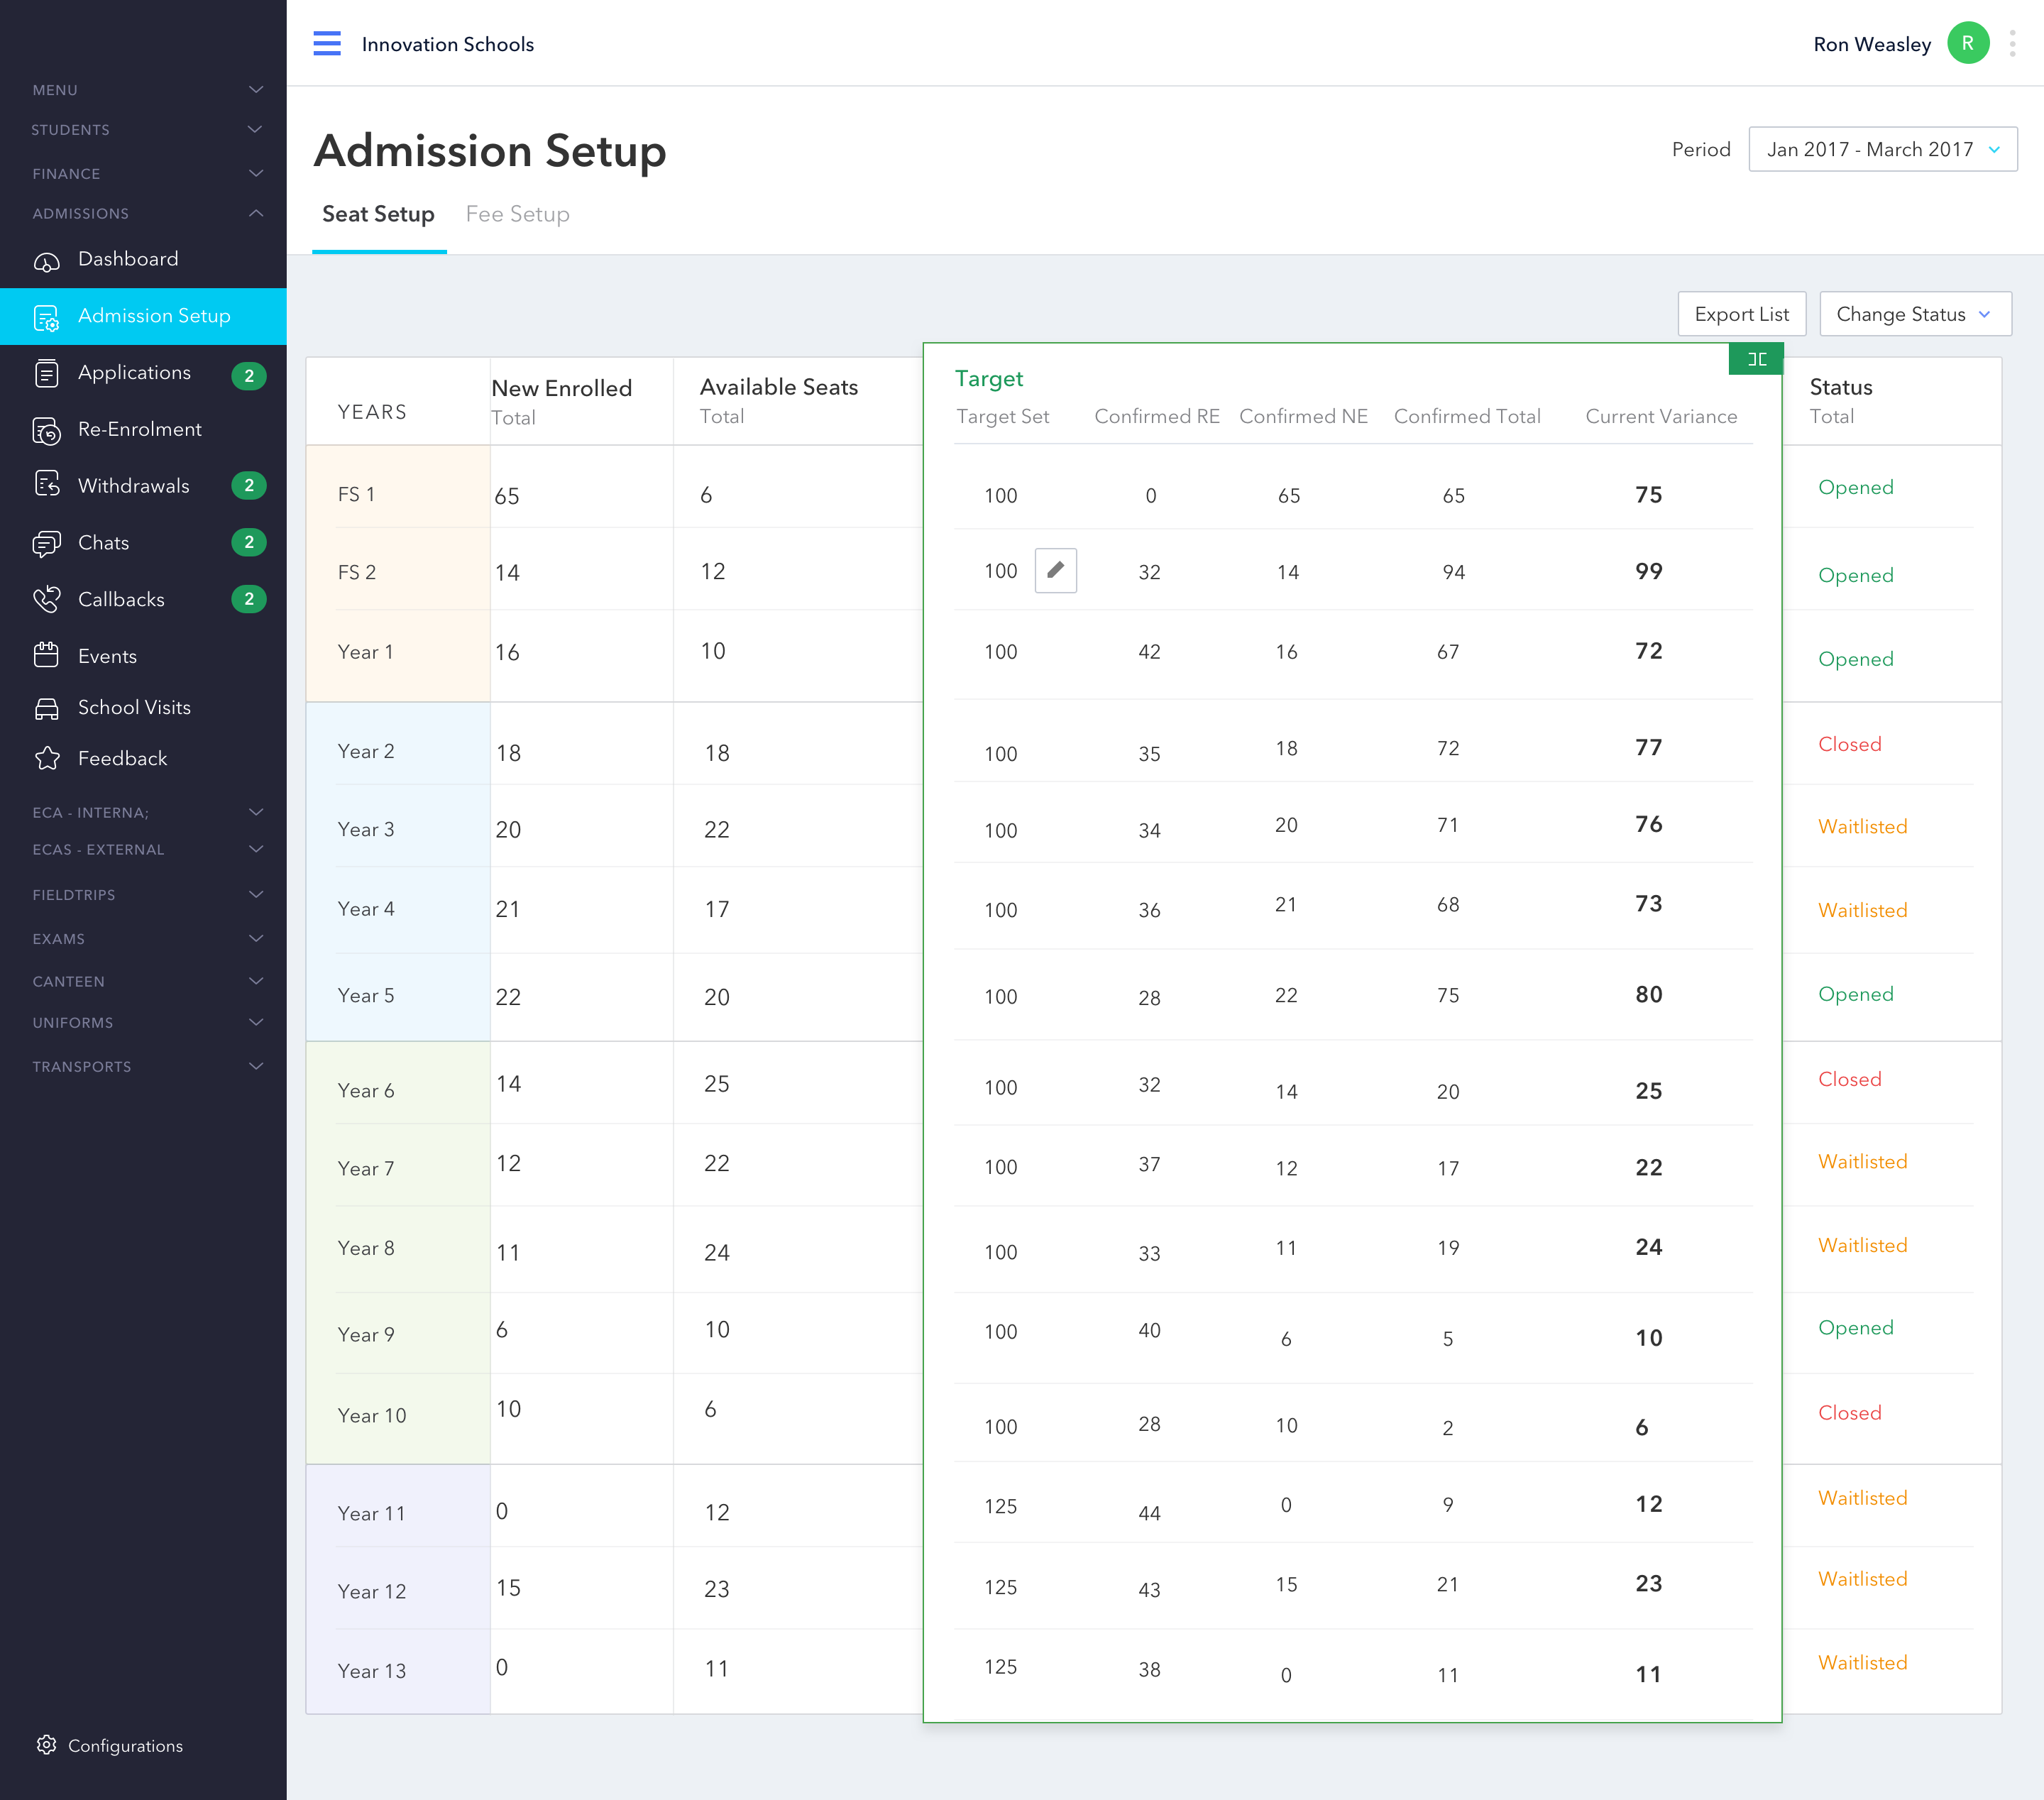 Innovation Schools
Ron Weasley R
MENU
STUDENTS
FINANCE
ADMISSIONS
Dashboard
Admission Setup
Applications 2
Re-Enrolment
Withdrawals 2
Chats 2
Callbacks 2
Events
School Visits
Feedback
ECA - INTERNA;
ECAS - EXTERNAL
FIELDTRIPS
EXAMS
CANTEEN
UNIFORMS
TRANSPORTS
Configurations
Admission Setup
Period Jan 2017 - March 2017
Seat Setup Fee Setup
Export List Change Status
YEARS New Enrolled Total Available Seats Total Target Status Total
Target Set Confirmed RE Confirmed NE Confirmed Total Current Variance
FS 1 65 6 100 0 65 65 75 Opened
FS 2 14 12 100 32 14 94 99 Opened
Year 1 16 10 100 42 16 67 72 Opened
Year 2 18 18 100 35 18 72 77 Closed
Year 3 20 22 100 34 20 71 76 Waitlisted
Year 4 21 17 100 36 21 68 73 Waitlisted
Year 5 22 20 100 28 22 75 80 Opened
Year 6 14 25 100 32 14 20 25 Closed
Year 7 12 22 100 37 12 17 22 Waitlisted
Year 8 11 24 100 33 11 19 24 Waitlisted
Year 9 6 10 100 40 6 5 10 Opened
Year 10 10 6 100 28 10 2 6 Closed
Year 11 0 12 125 44 0 9 12 Waitlisted
Year 12 15 23 125 43 15 21 23 Waitlisted
Year 13 0 11 125 38 0 11 11 Waitlisted